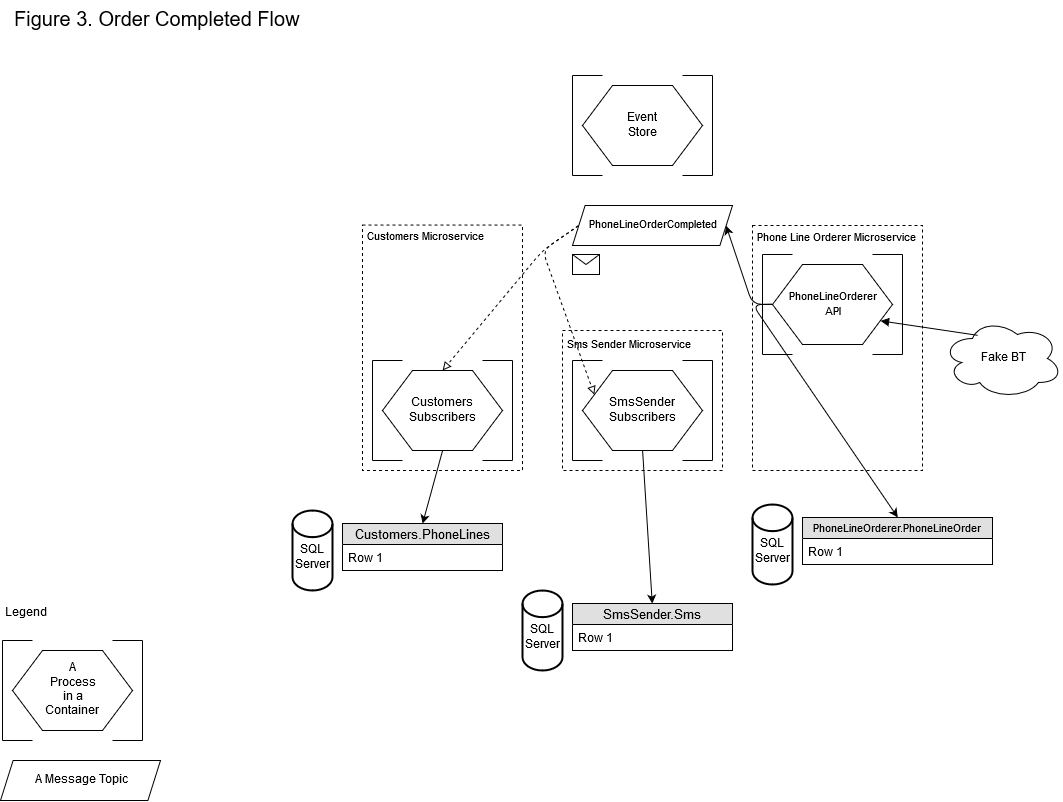 Figure 3. Order Completed Flow
Event
Store
PhoneLineOrderCompleted
Customers Microservice
Phone Line Orderer Microservice
PhoneLineOrderer
API
Fake BT
Sms Sender Microservice
Customers
Subscribers
SmsSender
Subscribers
SQL
Server
Customers.PhoneLines
Row 1
SQL
Server
PhoneLineOrderer.PhoneLineOrder
Row 1
SQL
Server
SmsSender.Sms
Row 1
Legend
A
Process
in a
Container
A Message Topic